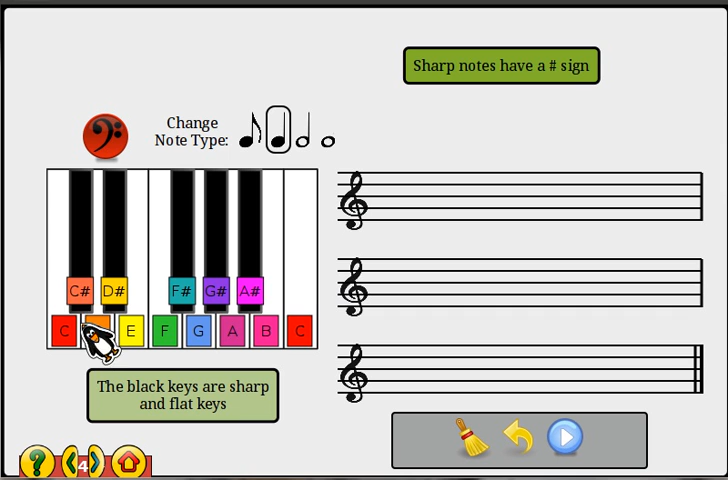 Sharp notes have a # sign
Change
Note Type:
C# D# F# G# A#
C E F G A B C
The black keys are sharp
and flat keys
? 4